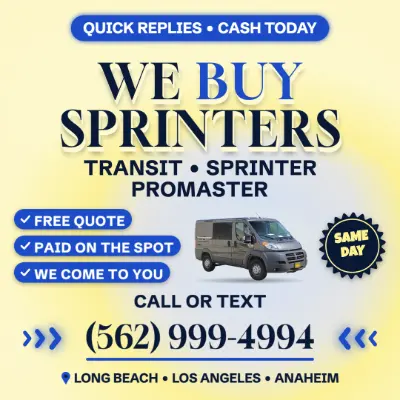 QUICK REPLIES • CASH TODAY
WE BUY
SPRINTERS
TRANSIT • SPRINTER
PROMASTER
FREE QUOTE
PAID ON THE SPOT
WE COME TO YOU
SAME
DAY
CALL OR TEXT
(562) 999-4994
LONG BEACH • LOS ANGELES • ANAHEIM